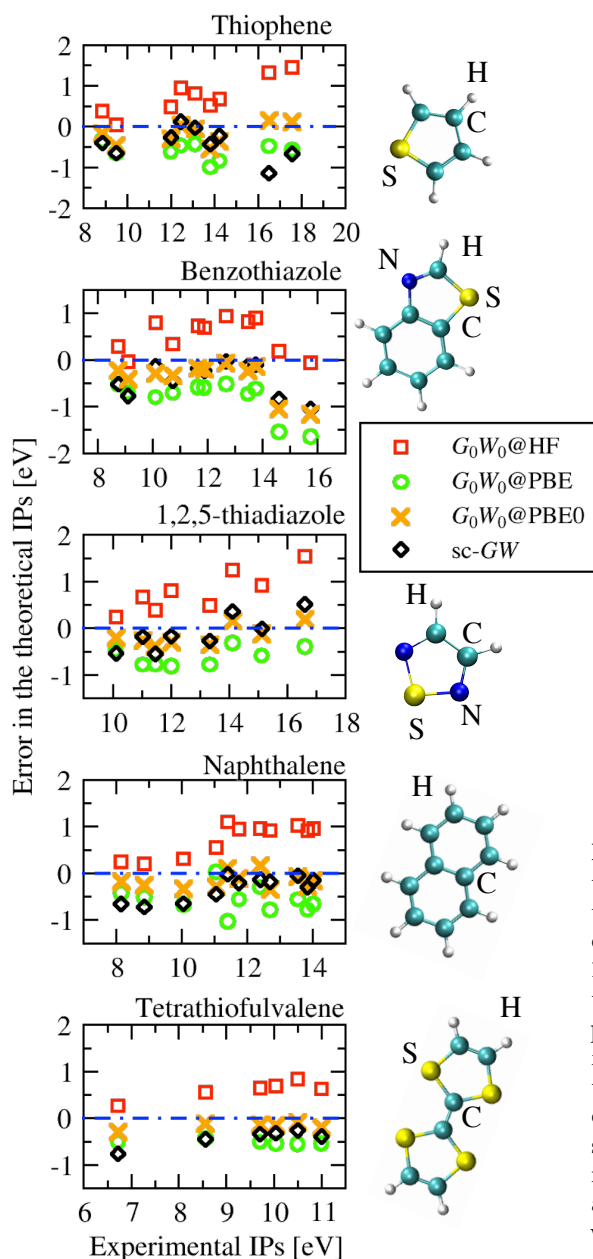 Thiophene
2
1
0
-1
-2
8 10 12 14 16 18 20
H
C
S
Benzothiazole
1
0
-1
-2
8 10 12 14 16
N
H
S
C
G₀W₀@HF
G₀W₀@PBE
G₀W₀@PBE0
sc-GW
1,2,5-thiadiazole
2
1
0
-1
10 12 14 16 18
H
C
S
N
Naphthalene
2
1
0
-1
8 10 12 14
H
C
Tetrathiofulvalene
2
1
0
-1
6 7 8 9 10 11
H
S
C
Error in the theoretical IPs [eV]
Experimental IPs [eV]